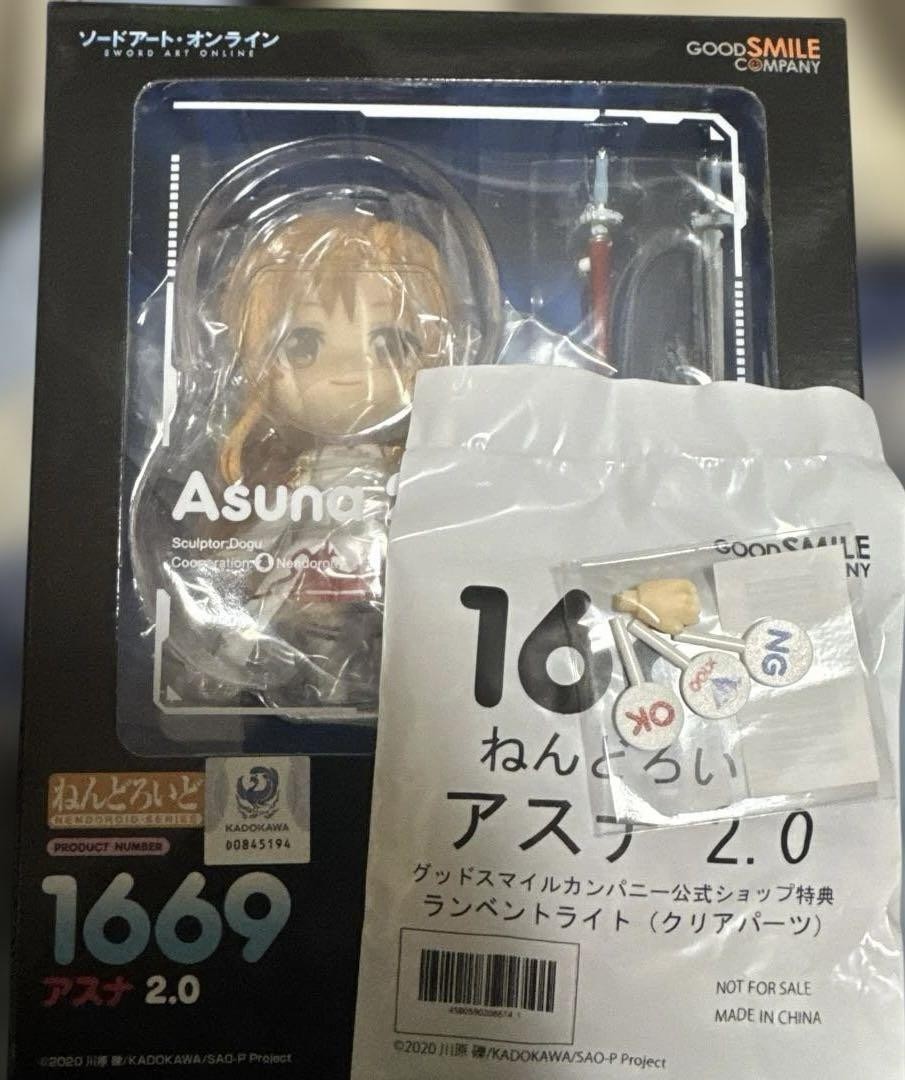 ソードアート・オンライン
SWORD ART ONLINE
GOOD SMILE
COMPANY
Asuna
Sculptor:Dogu
Cooperation:
ねんどろいど
NENDOROID SERIES
KADOKAWA
00845194
PRODUCT NUMBER
1669
アスナ 2.0
©2020 川原 礫/KADOKAWA/SAO-P Project
GOOD SMILE
NG
x100
OK
ねんどろい
アスナ 2.0
グッドスマイルカンパニー公式ショップ特典
ランベントライト(クリアパーツ)
NOT FOR SALE
MADE IN CHINA
©2020 川原 礫/KADOKAWA/SAO-P Project